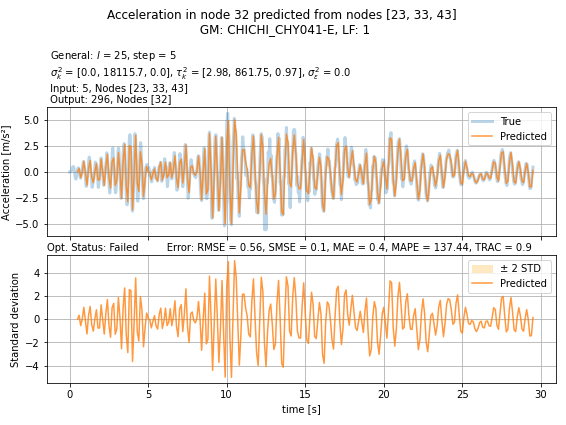 Acceleration in node 32 predicted from nodes [23, 33, 43]
GM: CHICHI_CHY041-E, LF: 1
General: l = 25, step = 5
σ²ₖ = [0.0, 18115.7, 0.0], τ²ₖ = [2.98, 861.75, 0.97], σ²ε = 0.0
Input: 5, Nodes [23, 33, 43]
Output: 296, Nodes [32]
Acceleration [m/s²]
5.0
2.5
0.0
−2.5
−5.0
True
Predicted
Opt. Status: Failed Error: RMSE = 0.56, SMSE = 0.1, MAE = 0.4, MAPE = 137.44, TRAC = 0.9
Standard deviation
4
2
0
−2
−4
± 2 STD
Predicted
0 5 10 15 20 25 30
time [s]